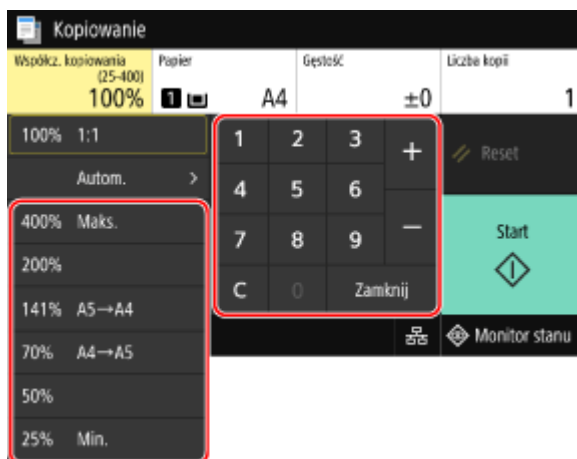 Kopiowanie
Współcz. kopiowania
(25-400)
100%
Papier
1
A4
Gęstość
±0
Liczba kopii
1
100% 1:1
Autom. >
400% Maks.
200%
141% A5→A4
70% A4→A5
50%
25% Min.
1 2 3 +
4 5 6
7 8 9 −
C 0 Zamknij
Reset
Start
Monitor stanu